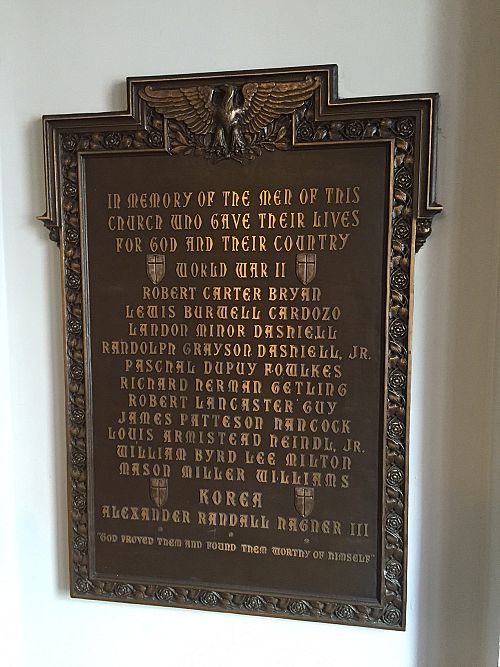 IN MEMORY OF THE MEN OF THIS
CHURCH WHO GAVE THEIR LIVES
FOR GOD AND THEIR COUNTRY
WORLD WAR II
ROBERT CARTER BRYAN
LEWIS BURWELL CARDOZO
LANDON MINOR DASHIELL
RANDOLPH GRAYSON DASHIELL, JR.
PASCHAL DUPUY FOWLKES
RICHARD HERMAN GETLING
ROBERT LANCASTER GUY
JAMES PATTESON HANCOCK
LOUIS ARMISTEAD HEINDL, JR.
WILLIAM BYRD LEE MILTON
MASON MILLER WILLIAMS
KOREA
ALEXANDER RANDALL HAGNER III
"GOD PROVED THEM AND FOUND THEM WORTHY OF HIMSELF"